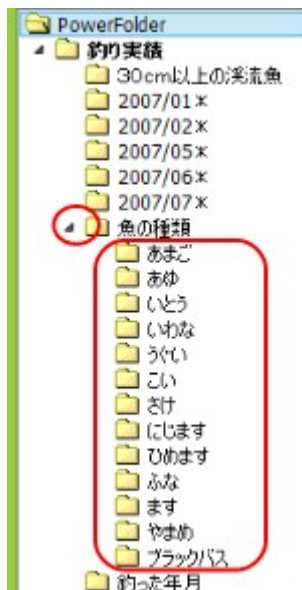 PowerFolder
釣り実績
30cm以上の渓流魚
2007/01*
2007/02*
2007/05*
2007/06*
2007/07*
魚の種類
あまご
あゆ
いとう
いわな
うぐい
こい
さけ
にじます
ひめます
ふな
ます
やまめ
ブラックバス
釣った年月